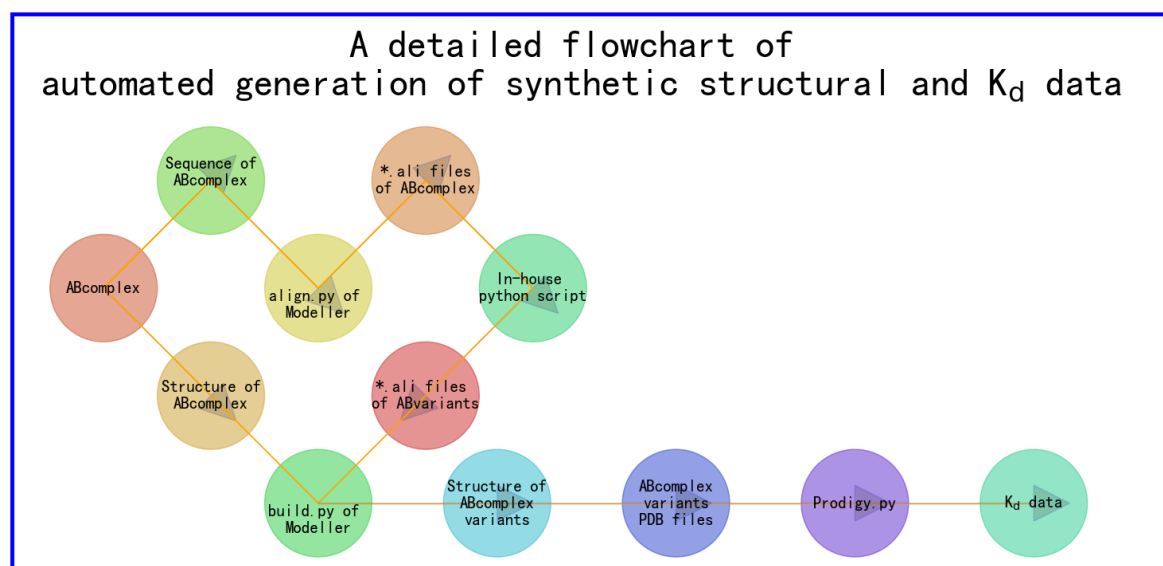 A detailed flowchart of
automated generation of synthetic structural and Kd data
Sequence of
ABcomplex
*.ali files
of ABcomplex
ABcomplex
align.py of
Modeller
In-house
python script
Structure of
ABcomplex
*.ali files
of ABvariants
build.py of
Modeller
Structure of
ABcomplex
variants
ABcomplex
variants
PDB files
Prodigy.py
Kd data